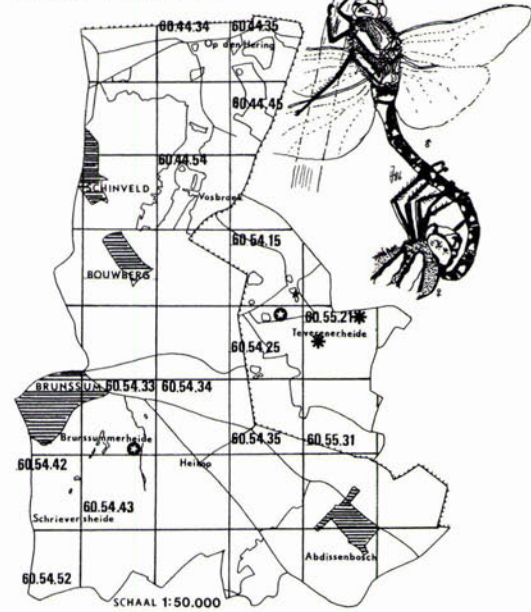 60.44.34 60.44.35
Op den Hering
60.44.45
60.44.54
SCHINVELD
Vosbroek
60 54.15
BOUWBERG
60.55.21
Teverenerheide
60.54.25
BRUNSSUM 60.54.33 60.54.34
Brunssummerheide
60.54.35 60.55.31
60.54.42
Heimo
60.54.43
Schrieversheide
Abdissenbosch
60.54.52
SCHAAL 1:50.000